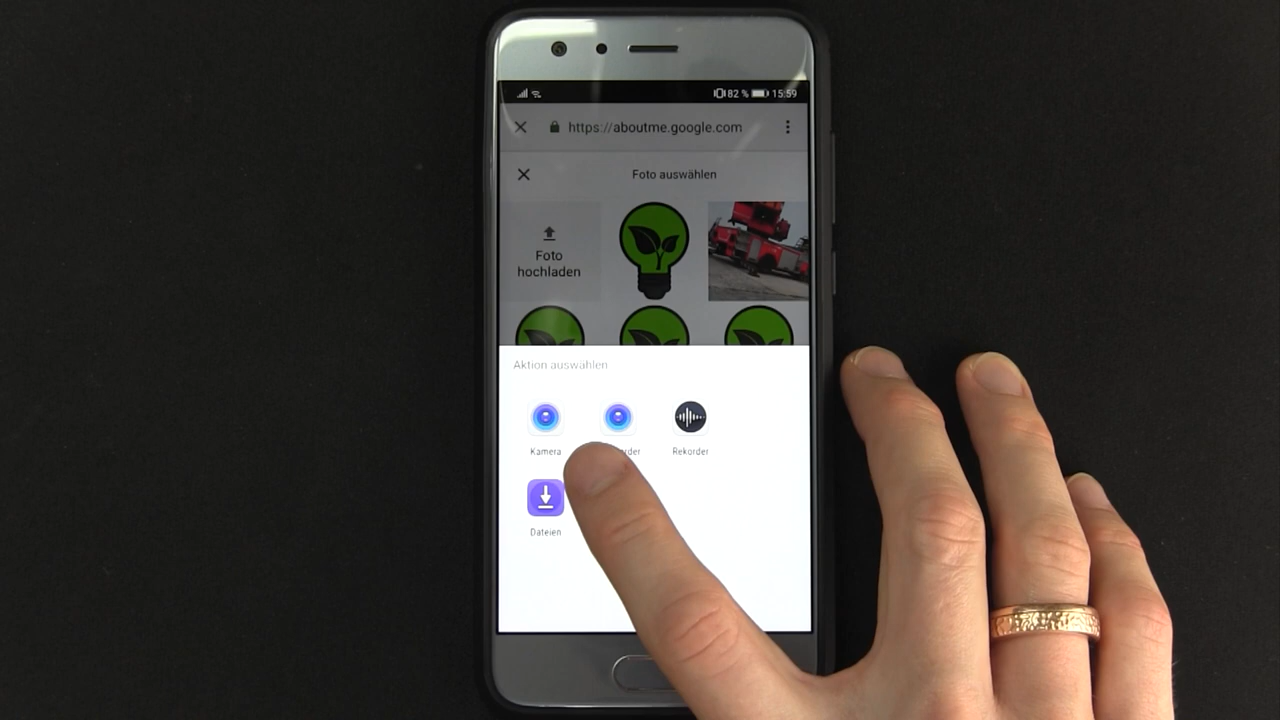 82 % 15:59
https://aboutme.google.com
Foto auswählen
Foto
hochladen
Aktion auswählen
Kamera
Rekorder
Dateien